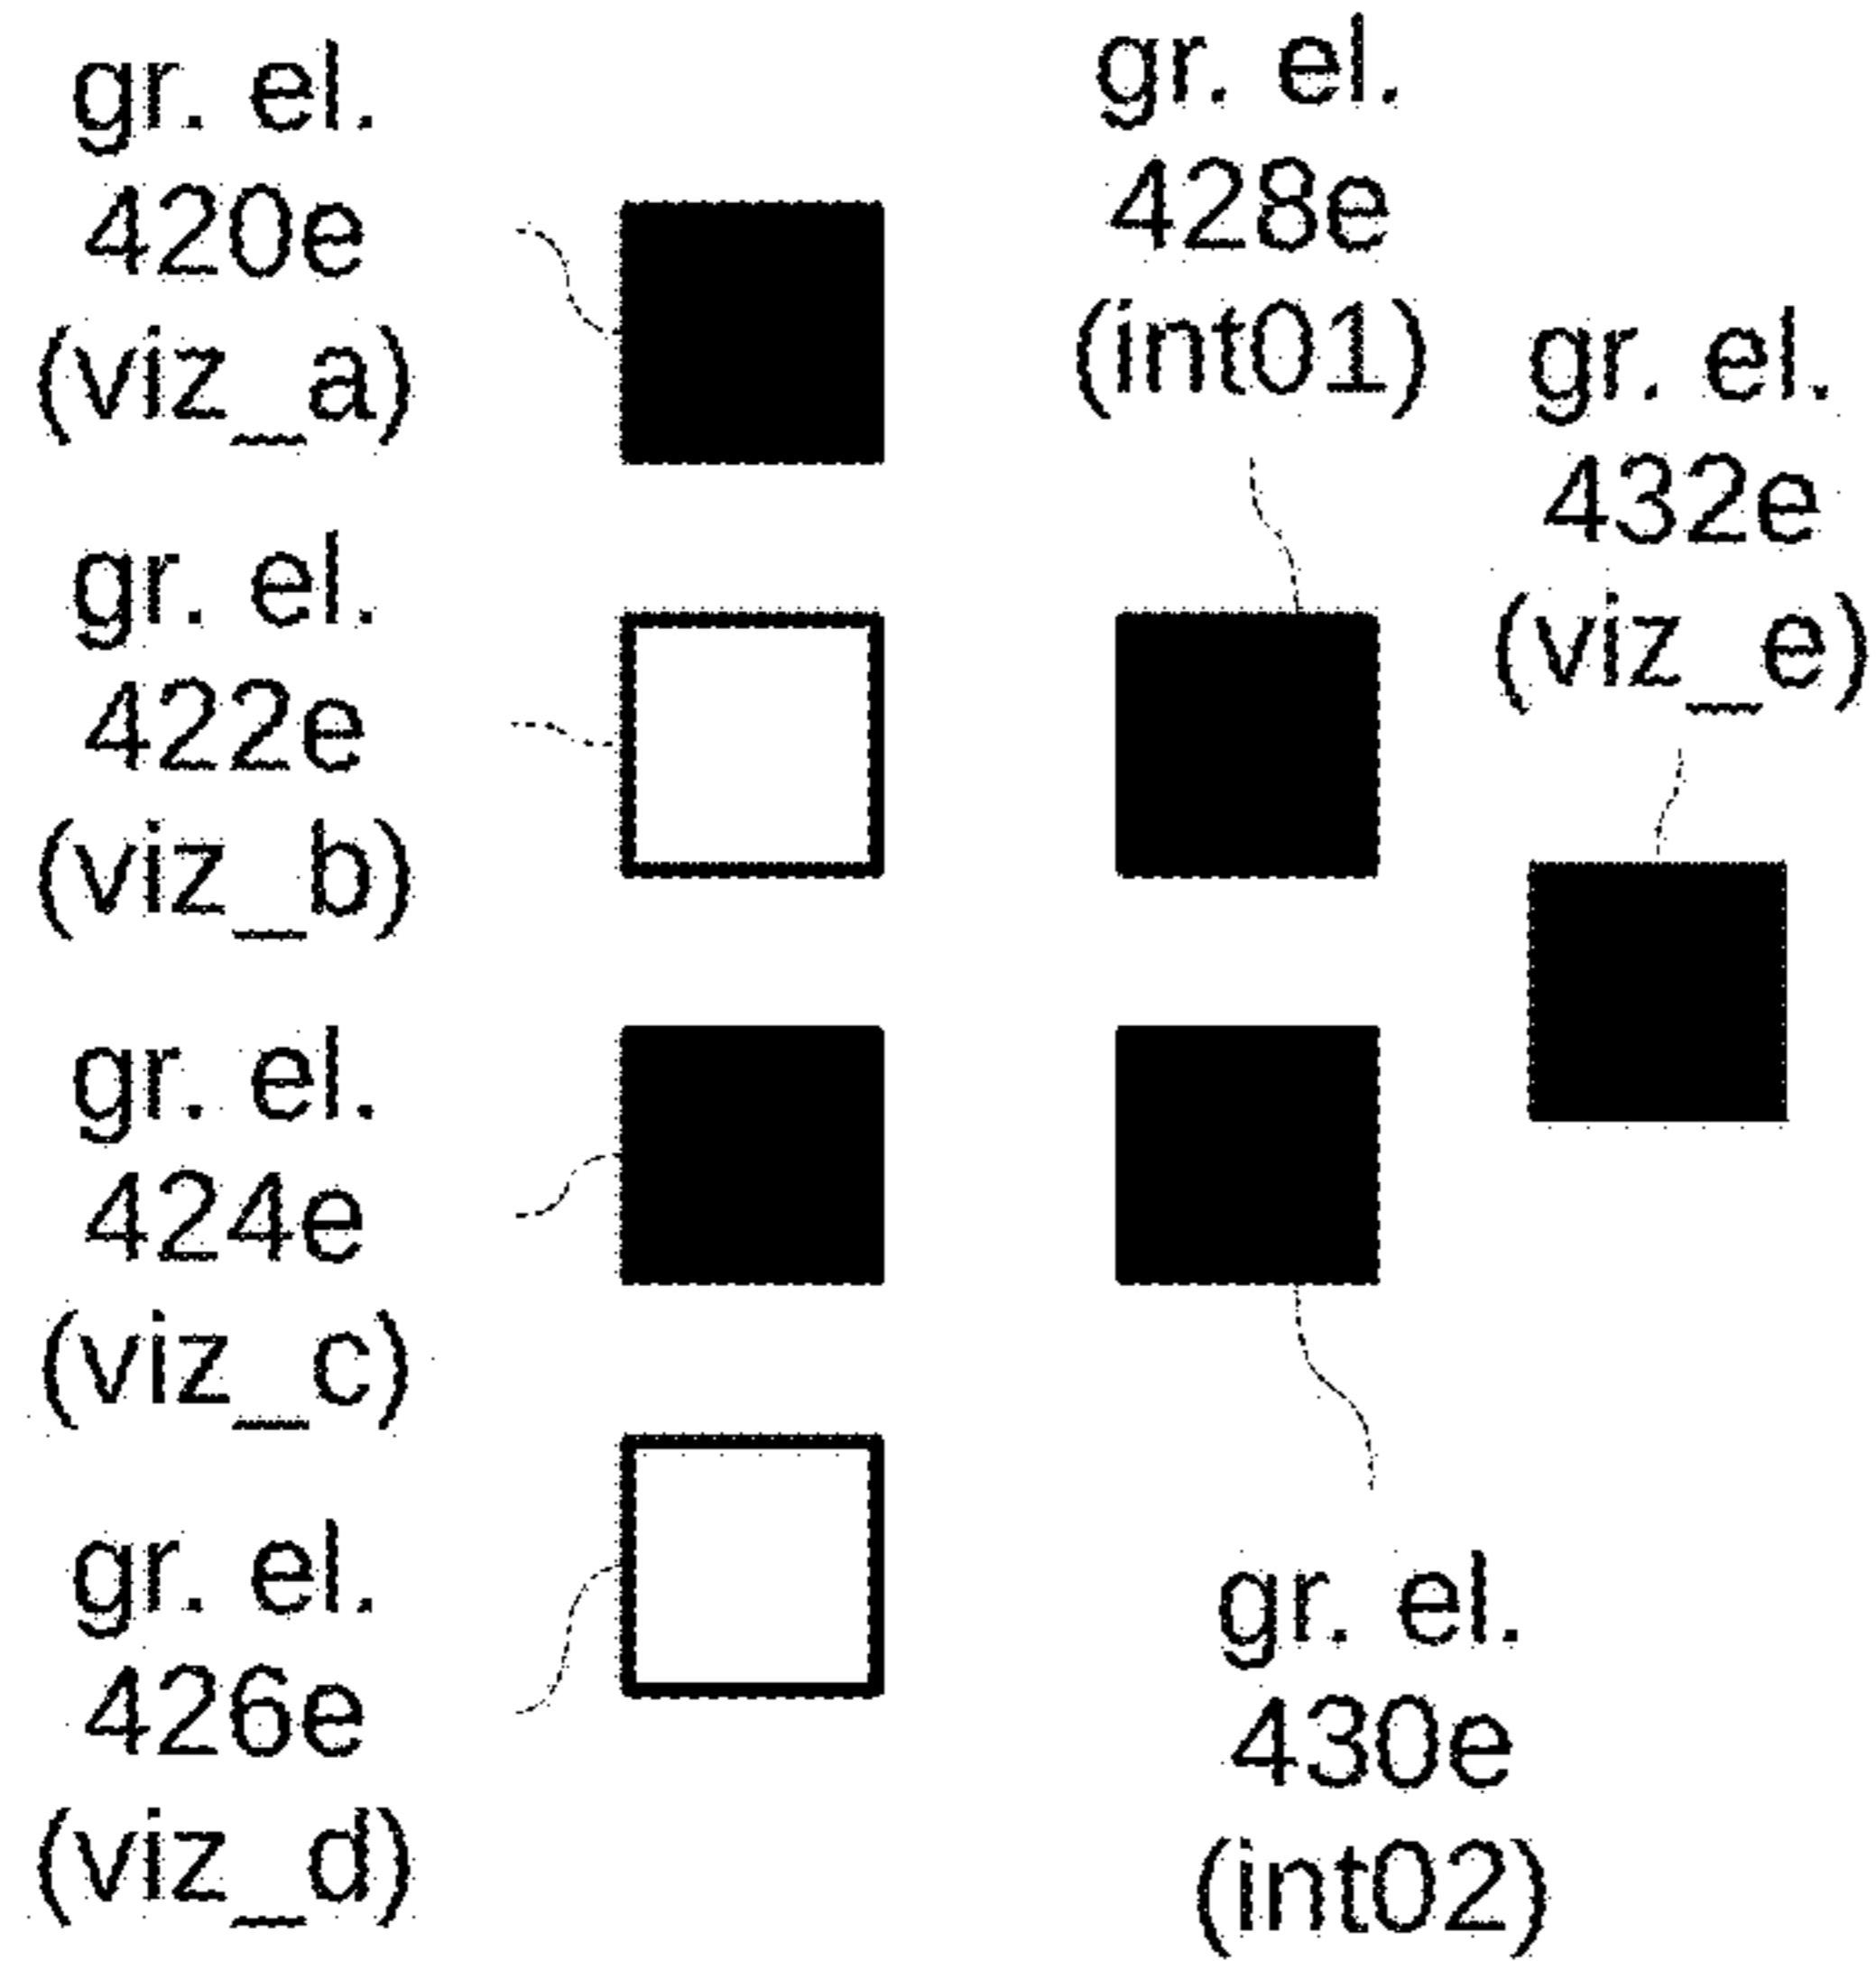 gr. el.
420e
(viz_a)
gr. el.
422e
(viz_b)
gr. el.
424e
(viz_c)
gr. el.
426e
(viz_d)
gr. el.
428e
(int01)
gr. el.
432e
(viz_e)
gr. el.
430e
(int02)